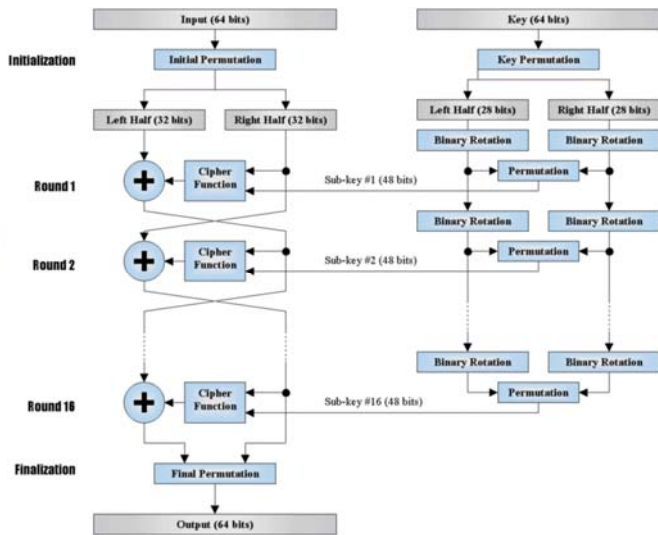 Input (64 bits)
Key (64 bits)
Initialization
Initial Permutation
Key Permutation
Left Half (32 bits)
Right Half (32 bits)
Left Half (28 bits)
Right Half (28 bits)
Binary Rotation
Binary Rotation
Round 1
Cipher
Function
Sub-key #1 (48 bits)
Permutation
Binary Rotation
Binary Rotation
Round 2
Cipher
Function
Sub-key #2 (48 bits)
Permutation
Binary Rotation
Binary Rotation
Round 16
Cipher
Function
Sub-key #16 (48 bits)
Permutation
Finalization
Final Permutation
Output (64 bits)